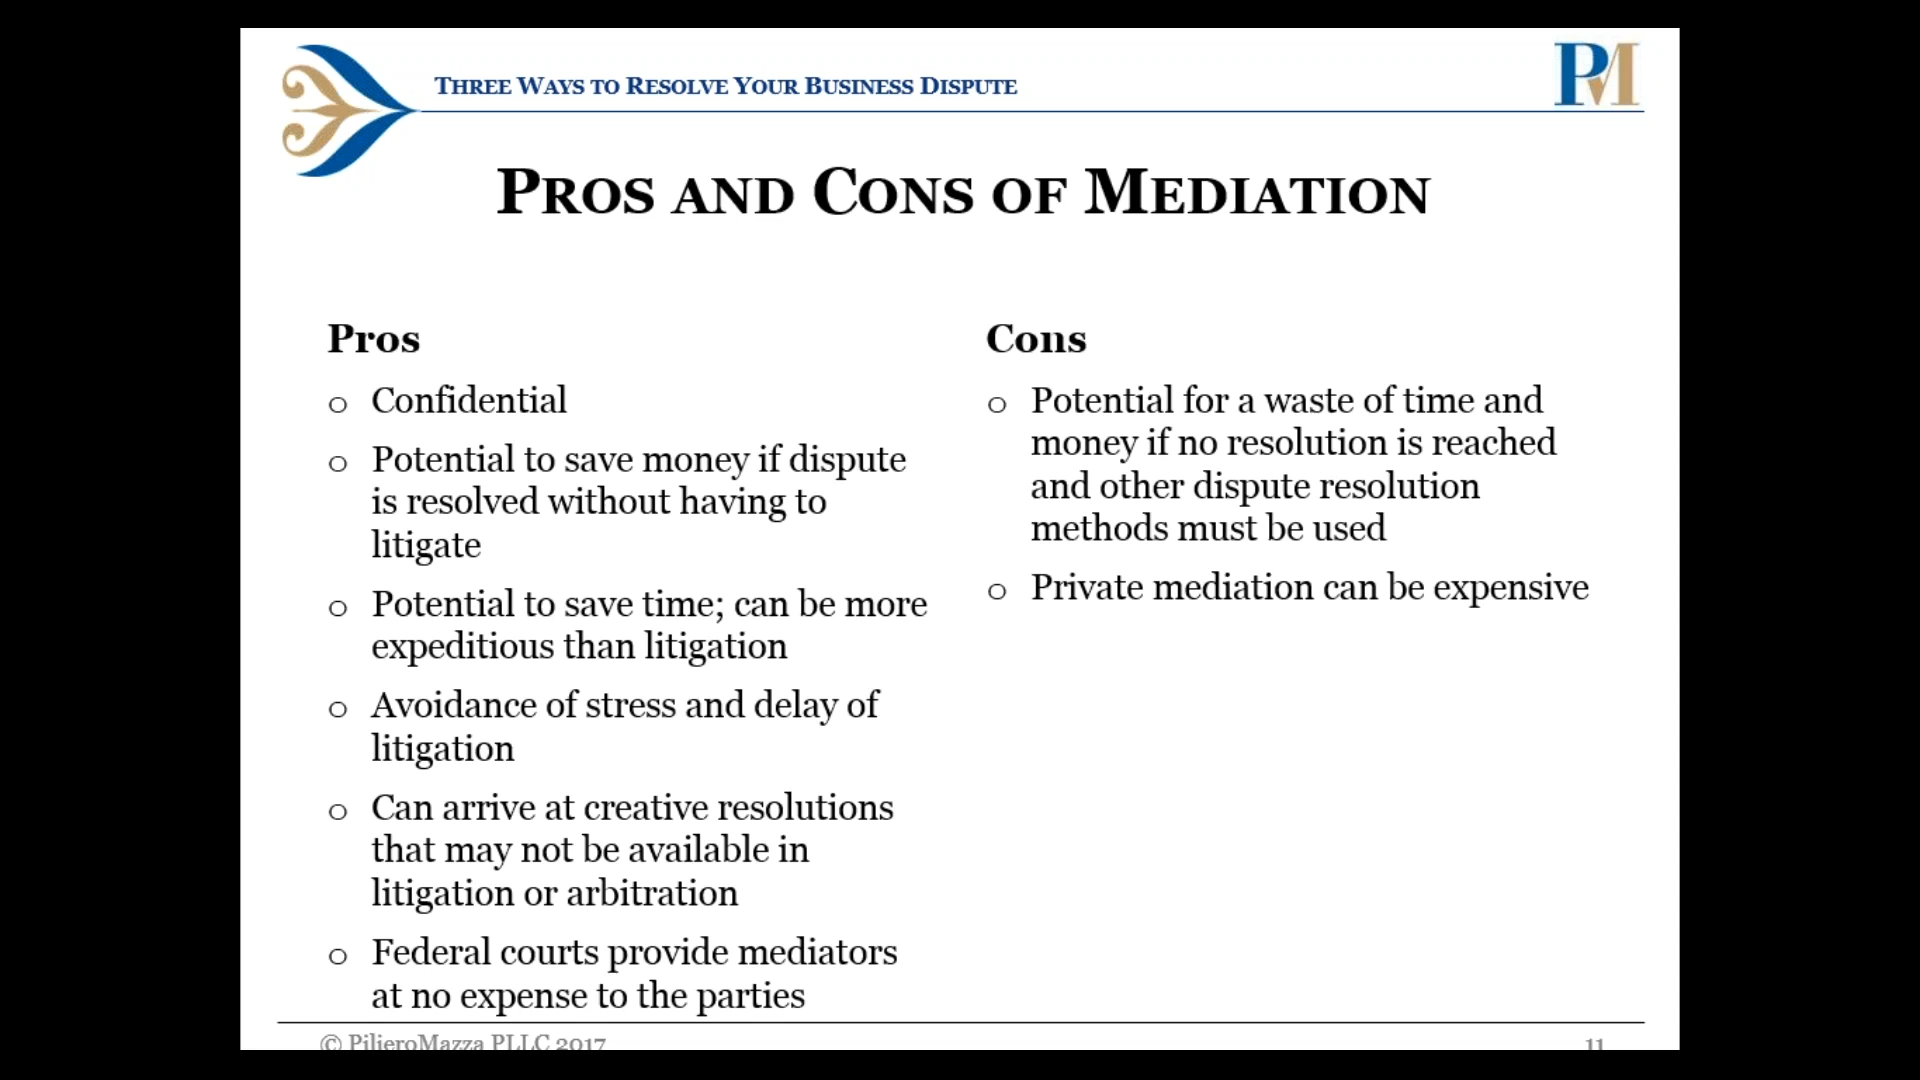 THREE WAYS TO RESOLVE YOUR BUSINESS DISPUTE
PM
PROS AND CONS OF MEDIATION
Pros
o Confidential
o Potential to save money if dispute
is resolved without having to
litigate
o Potential to save time; can be more
expeditious than litigation
o Avoidance of stress and delay of
litigation
o Can arrive at creative resolutions
that may not be available in
litigation or arbitration
o Federal courts provide mediators
at no expense to the parties
Cons
o Potential for a waste of time and
money if no resolution is reached
and other dispute resolution
methods must be used
o Private mediation can be expensive
© PilieroMazza PLLC 2017
11